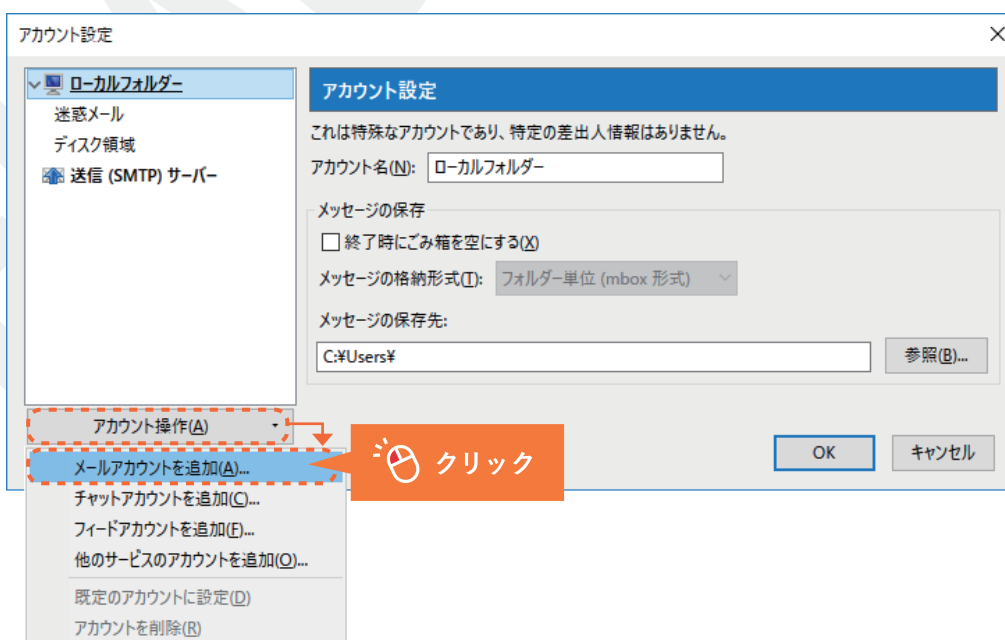 アカウント設定
ローカルフォルダー
迷惑メール
ディスク領域
送信 (SMTP) サーバー
アカウント設定
これは特殊なアカウントであり、特定の差出人情報はありません。
アカウント名(N): ローカルフォルダー
メッセージの保存
終了時にごみ箱を空にする(X)
メッセージの格納形式(T): フォルダー単位 (mbox 形式)
メッセージの保存先:
C:¥Users¥ 参照(B)...
アカウント操作(A)
OK キャンセル
メールアカウントを追加(A)...
クリック
チャットアカウントを追加(C)...
フィードアカウントを追加(F)...
他のサービスのアカウントを追加(O)...
既定のアカウントに設定(D)
アカウントを削除(R)